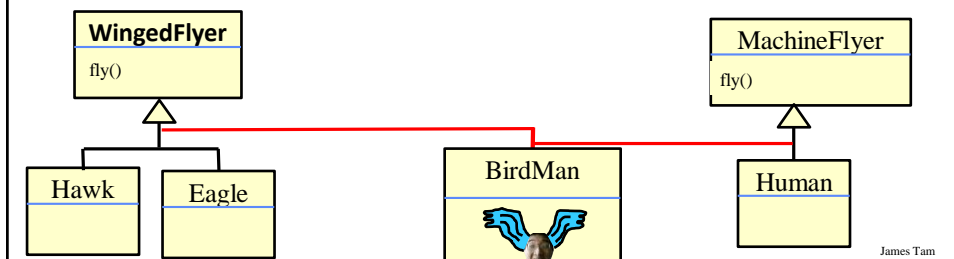 WingedFlyer
fly()
MachineFlyer
fly()
Hawk
Eagle
BirdMan
Human
James Tam